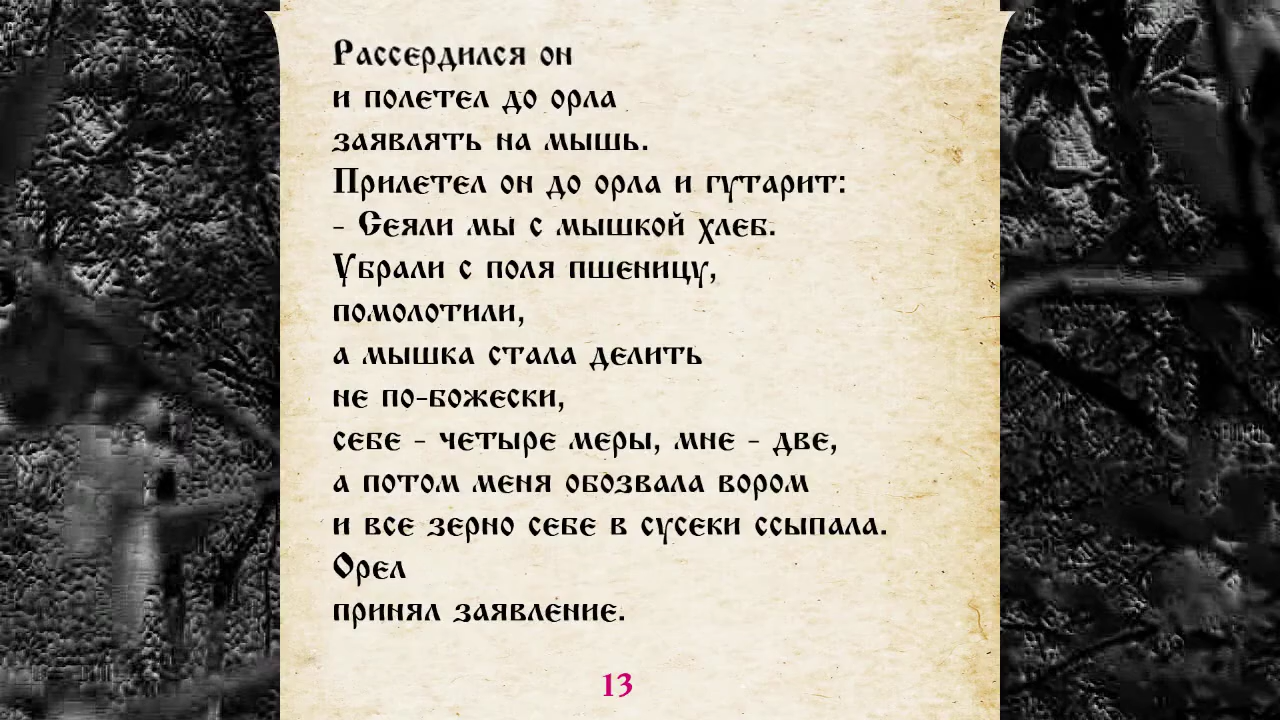 Рассердился он
и полетел до орла
заявлять на мышь.
Прилетел он до орла и гутарит:
- Сеяли мы с мышкой хлеб.
Убрали с поля пшеницу,
помолотили,
а мышка стала делить
не по-божески,
себе - четыре меры, мне - две,
а потом меня обозвала вором
и все зерно себе в сусеки ссыпала.
Орел
принял заявление.
13